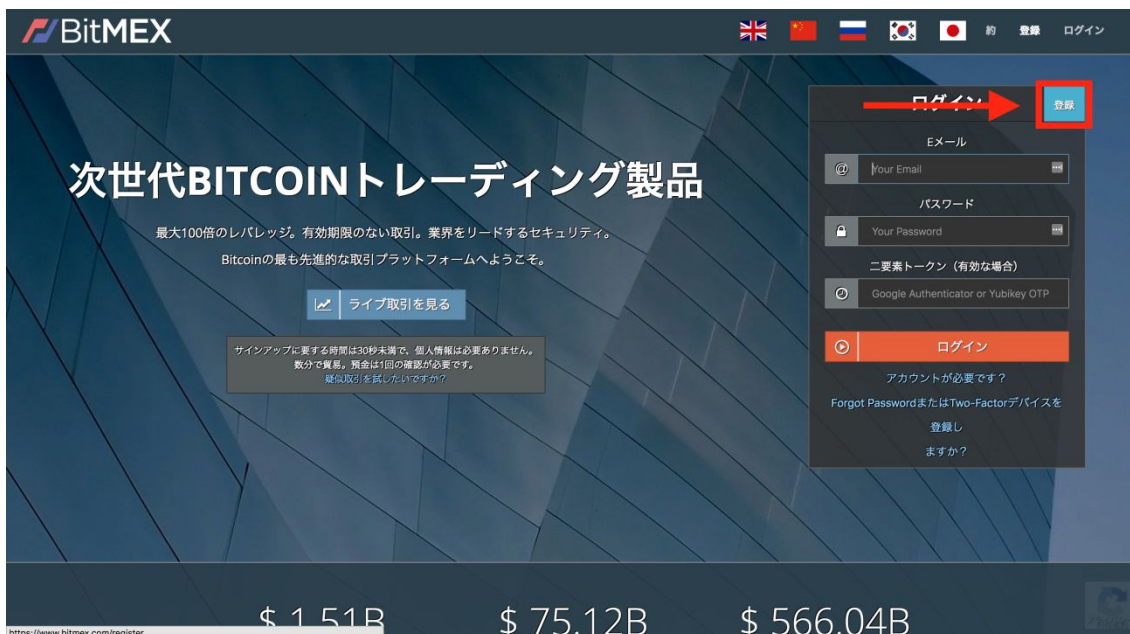 BitMEX
約 登録 ログイン
ログイン 登録
次世代BITCOINトレーディング製品
最大100倍のレバレッジ。有効期限のない取引。業界をリードするセキュリティ。
Bitcoinの最も先進的な取引プラットフォームへようこそ。
ライブ取引を見る
サインアップに要する時間は30秒未満で、個人情報は必要ありません。
数分で貿易。預金は1回の確認が必要です。
疑似取引を試したいですか?
Eメール
@ Your Email
パスワード
Your Password
二要素トークン（有効な場合）
Google Authenticator or Yubikey OTP
ログイン
アカウントが必要です?
Forgot PasswordまたはTwo-Factorデバイスを
登録し
ますか?
$ 1.51B $ 75.12B $ 566.04B
https://www.bitmex.com/register